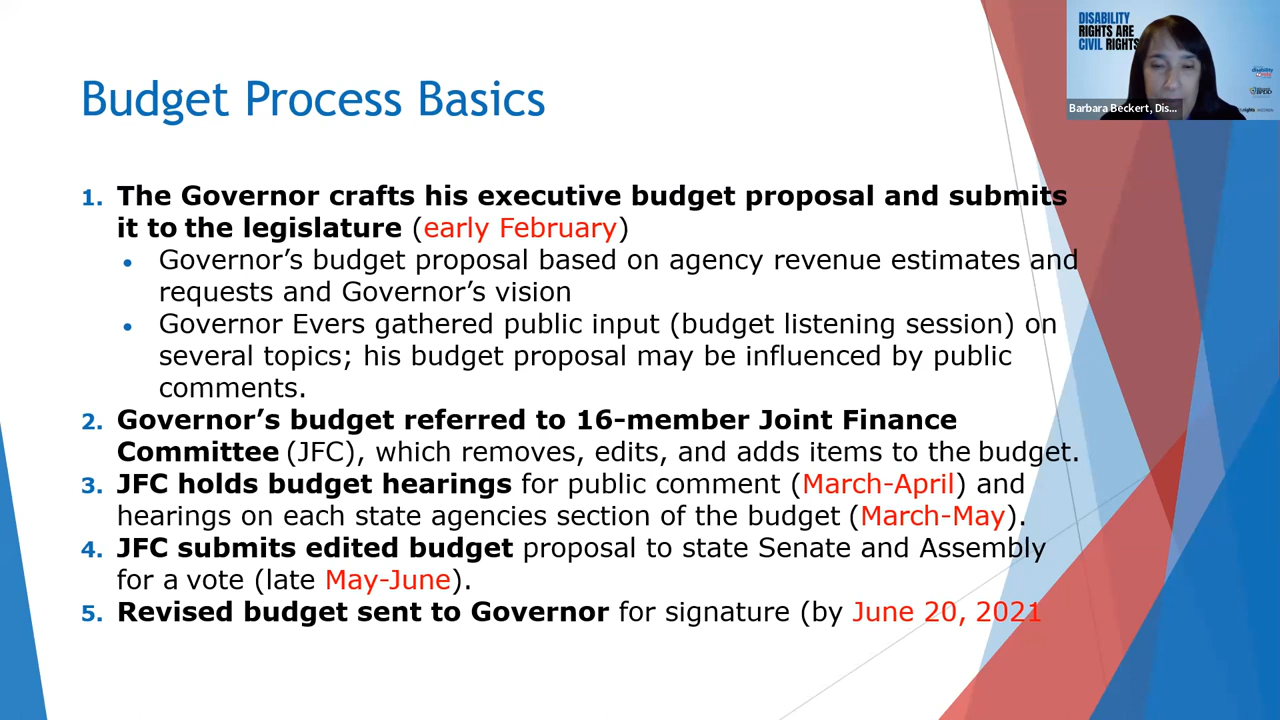 Budget Process Basics
1. The Governor crafts his executive budget proposal and submits
it to the legislature (early February)
• Governor's budget proposal based on agency revenue estimates and
requests and Governor's vision
• Governor Evers gathered public input (budget listening session) on
several topics; his budget proposal may be influenced by public
comments.
2. Governor's budget referred to 16-member Joint Finance
Committee (JFC), which removes, edits, and adds items to the budget.
3. JFC holds budget hearings for public comment (March-April) and
hearings on each state agencies section of the budget (March-May).
4. JFC submits edited budget proposal to state Senate and Assembly
for a vote (late May-June).
5. Revised budget sent to Governor for signature (by June 20, 2021
DISABILITY
RIGHTS ARE
CIVIL RIGHTS
disability
Barbara Beckert, Dis...